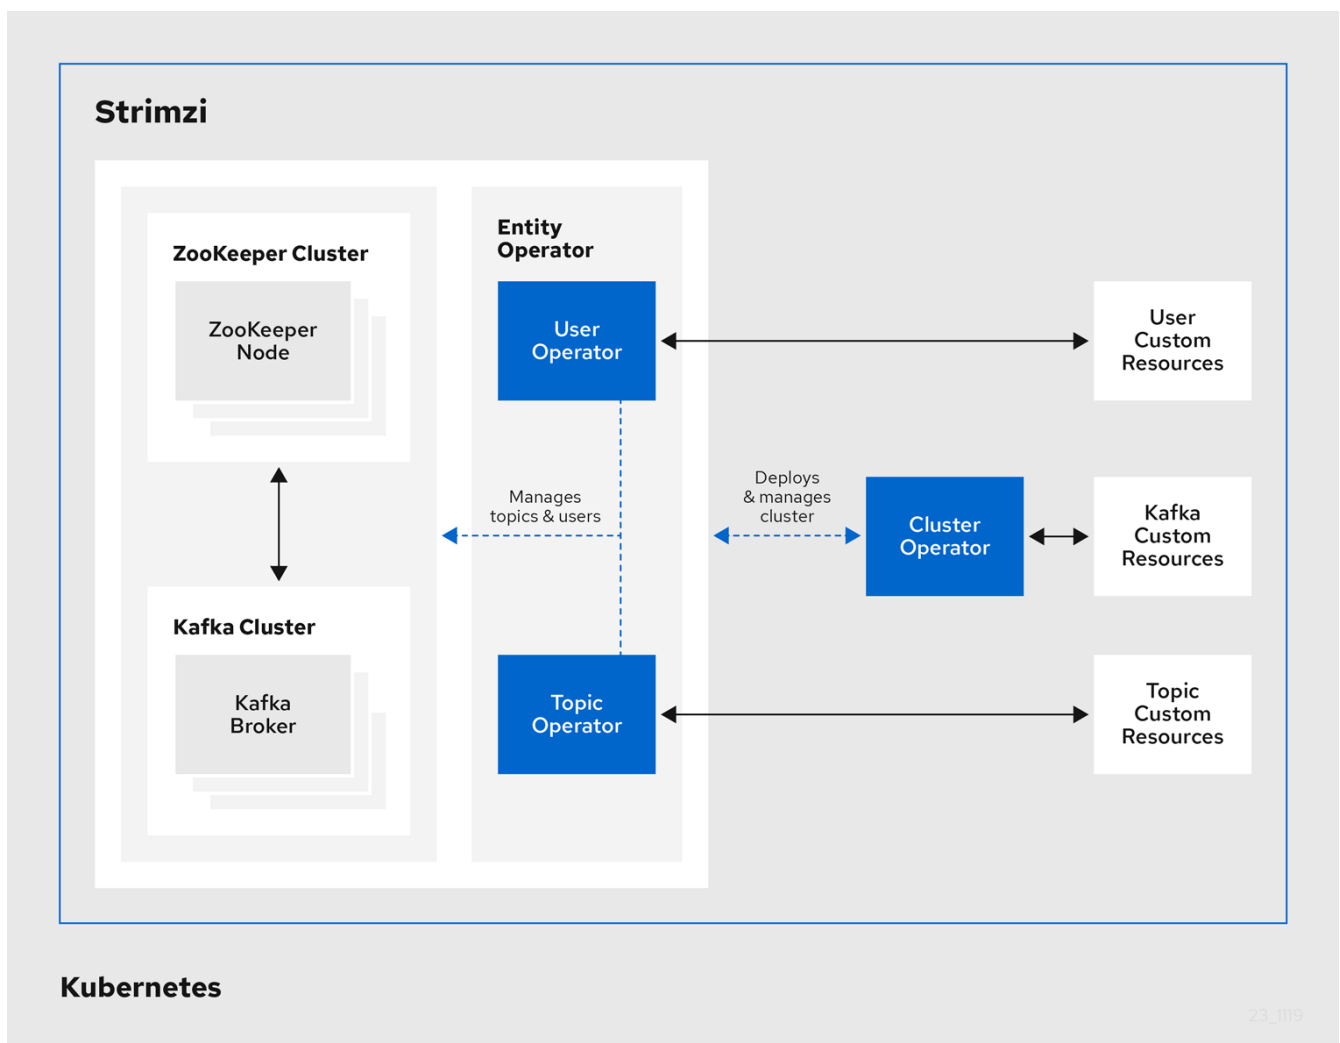 Strimzi
ZooKeeper Cluster
ZooKeeper
Node
Kafka Cluster
Kafka
Broker
Entity
Operator
User
Operator
Manages
topics & users
Topic
Operator
Deploys
& manages
cluster
Cluster
Operator
User
Custom
Resources
Kafka
Custom
Resources
Topic
Custom
Resources
Kubernetes
23_1119